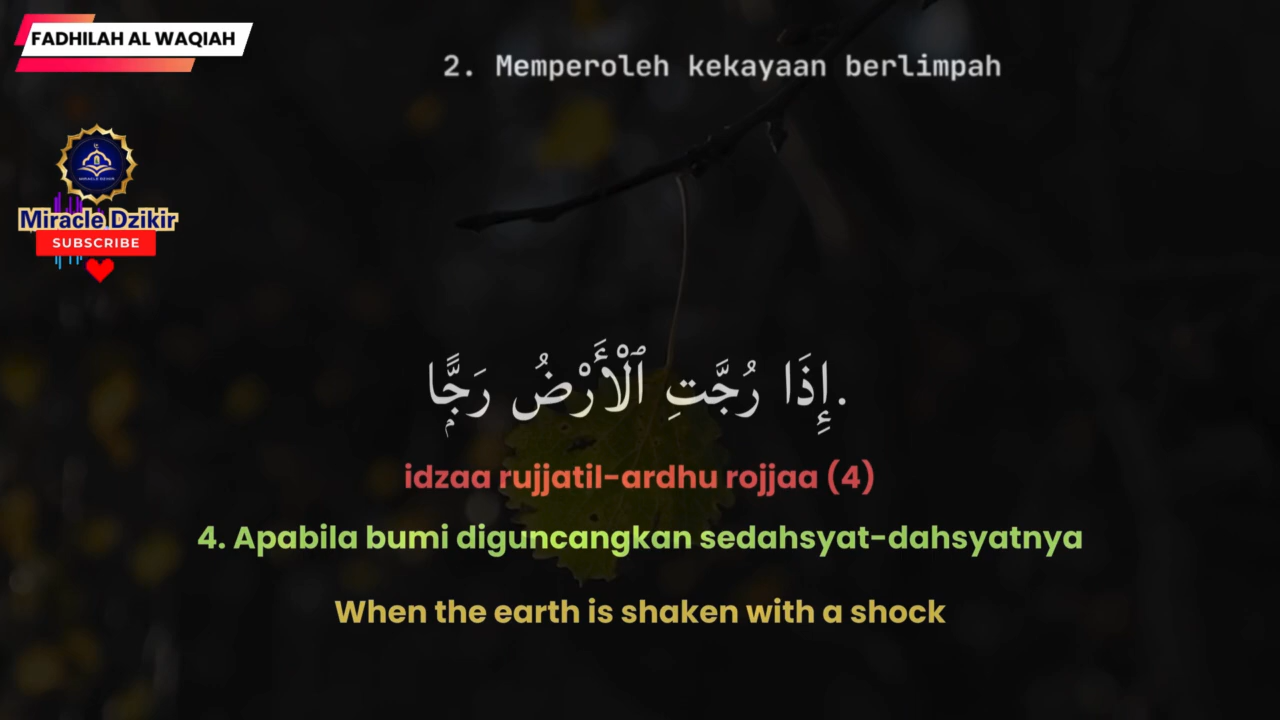 FADHILAH AL WAQIAH
2. Memperoleh kekayaan berlimpah
Miracle Dzikir
SUBSCRIBE
إِذَا رُجَّتِ ٱلْأَرْضُ رَجًّۭا.
idzaa rujjatil-ardhu rojjaa (4)
4. Apabila bumi diguncangkan sedahsyat-dahsyatnya
When the earth is shaken with a shock